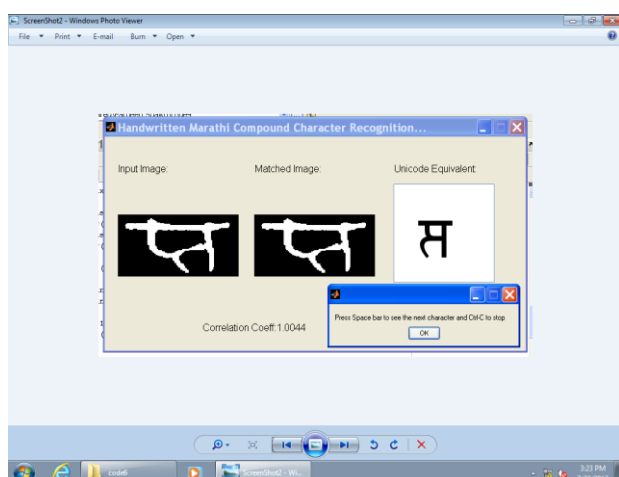 ScreenShot2 - Windows Photo Viewer
File Print E-mail Burn Open
Handwritten Marathi Compound Character Recognition...
Input Image: Matched Image: Unicode Equivalent:
प्त प्त प्त
Press Space bar to see the next character and Ctrl-C to stop
OK
Correlation Coeff:1.0044
code6 ScreenShot2 - Wi...
3:23 PM